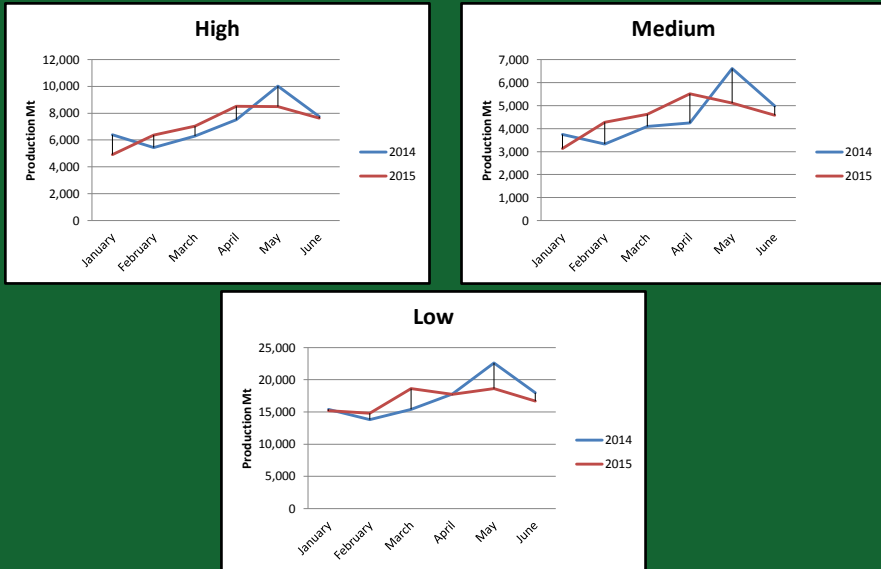 High
Production Mt
12,000
10,000
8,000
6,000
4,000
2,000
0
January
February
March
April
May
June
2014
2015
Medium
Production Mt
7,000
6,000
5,000
4,000
3,000
2,000
1,000
0
January
February
March
April
May
June
2014
2015
Low
Production Mt
25,000
20,000
15,000
10,000
5,000
0
January
February
March
April
May
June
2014
2015